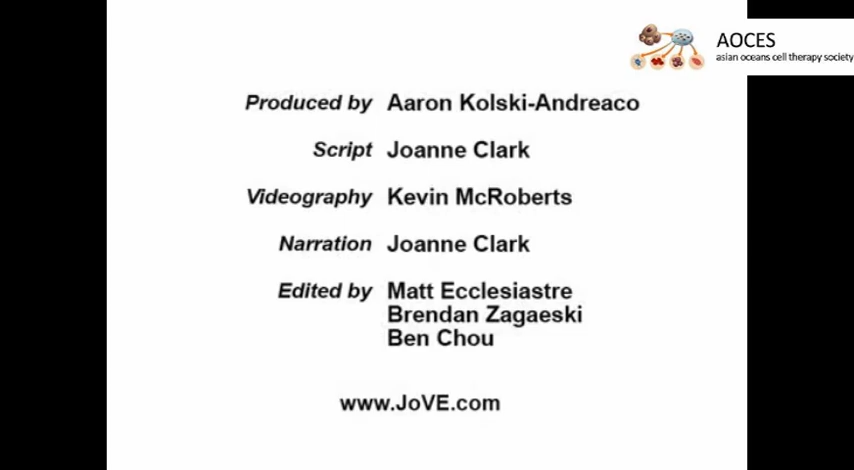 AOCES
asian oceans cell therapy society
Produced by Aaron Kolski-Andreaco
Script Joanne Clark
Videography Kevin McRoberts
Narration Joanne Clark
Edited by Matt Ecclesiastre
Brendan Zagaeski
Ben Chou
www.JoVE.com